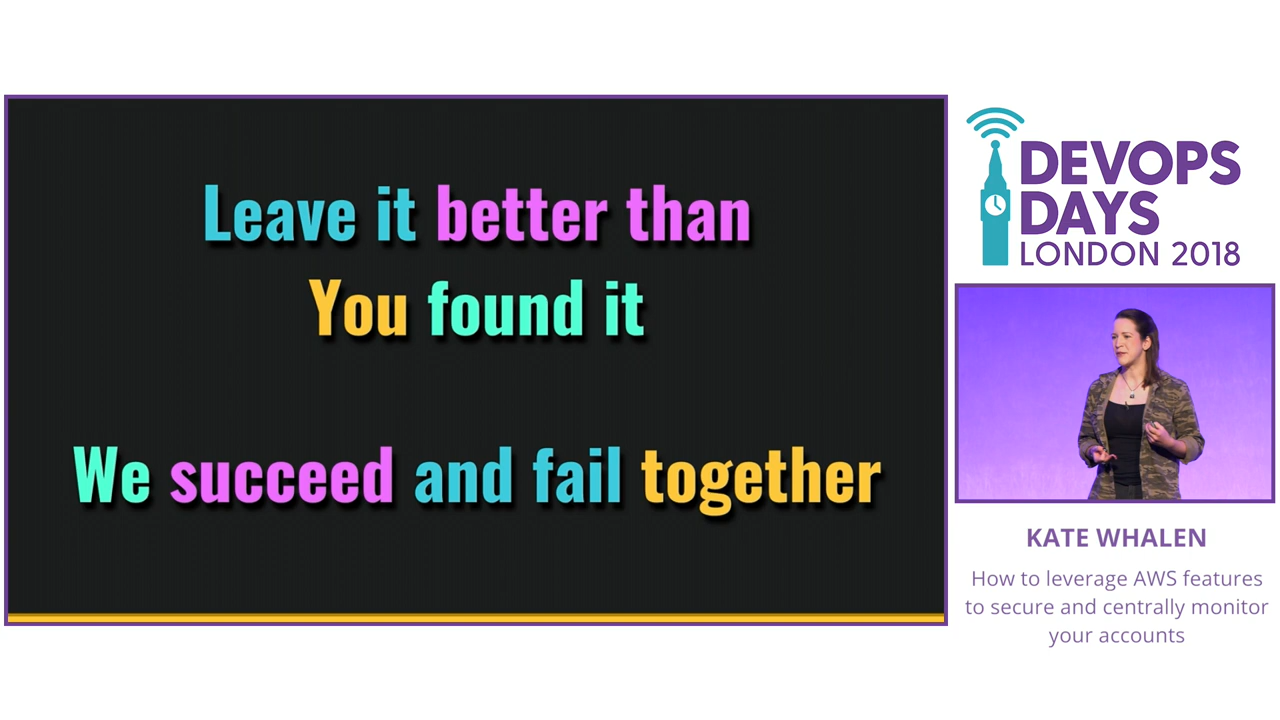 Leave it better than
You found it
We succeed and fail together
DEVOPS
DAYS
LONDON 2018
KATE WHALEN
How to leverage AWS features
to secure and centrally monitor
your accounts